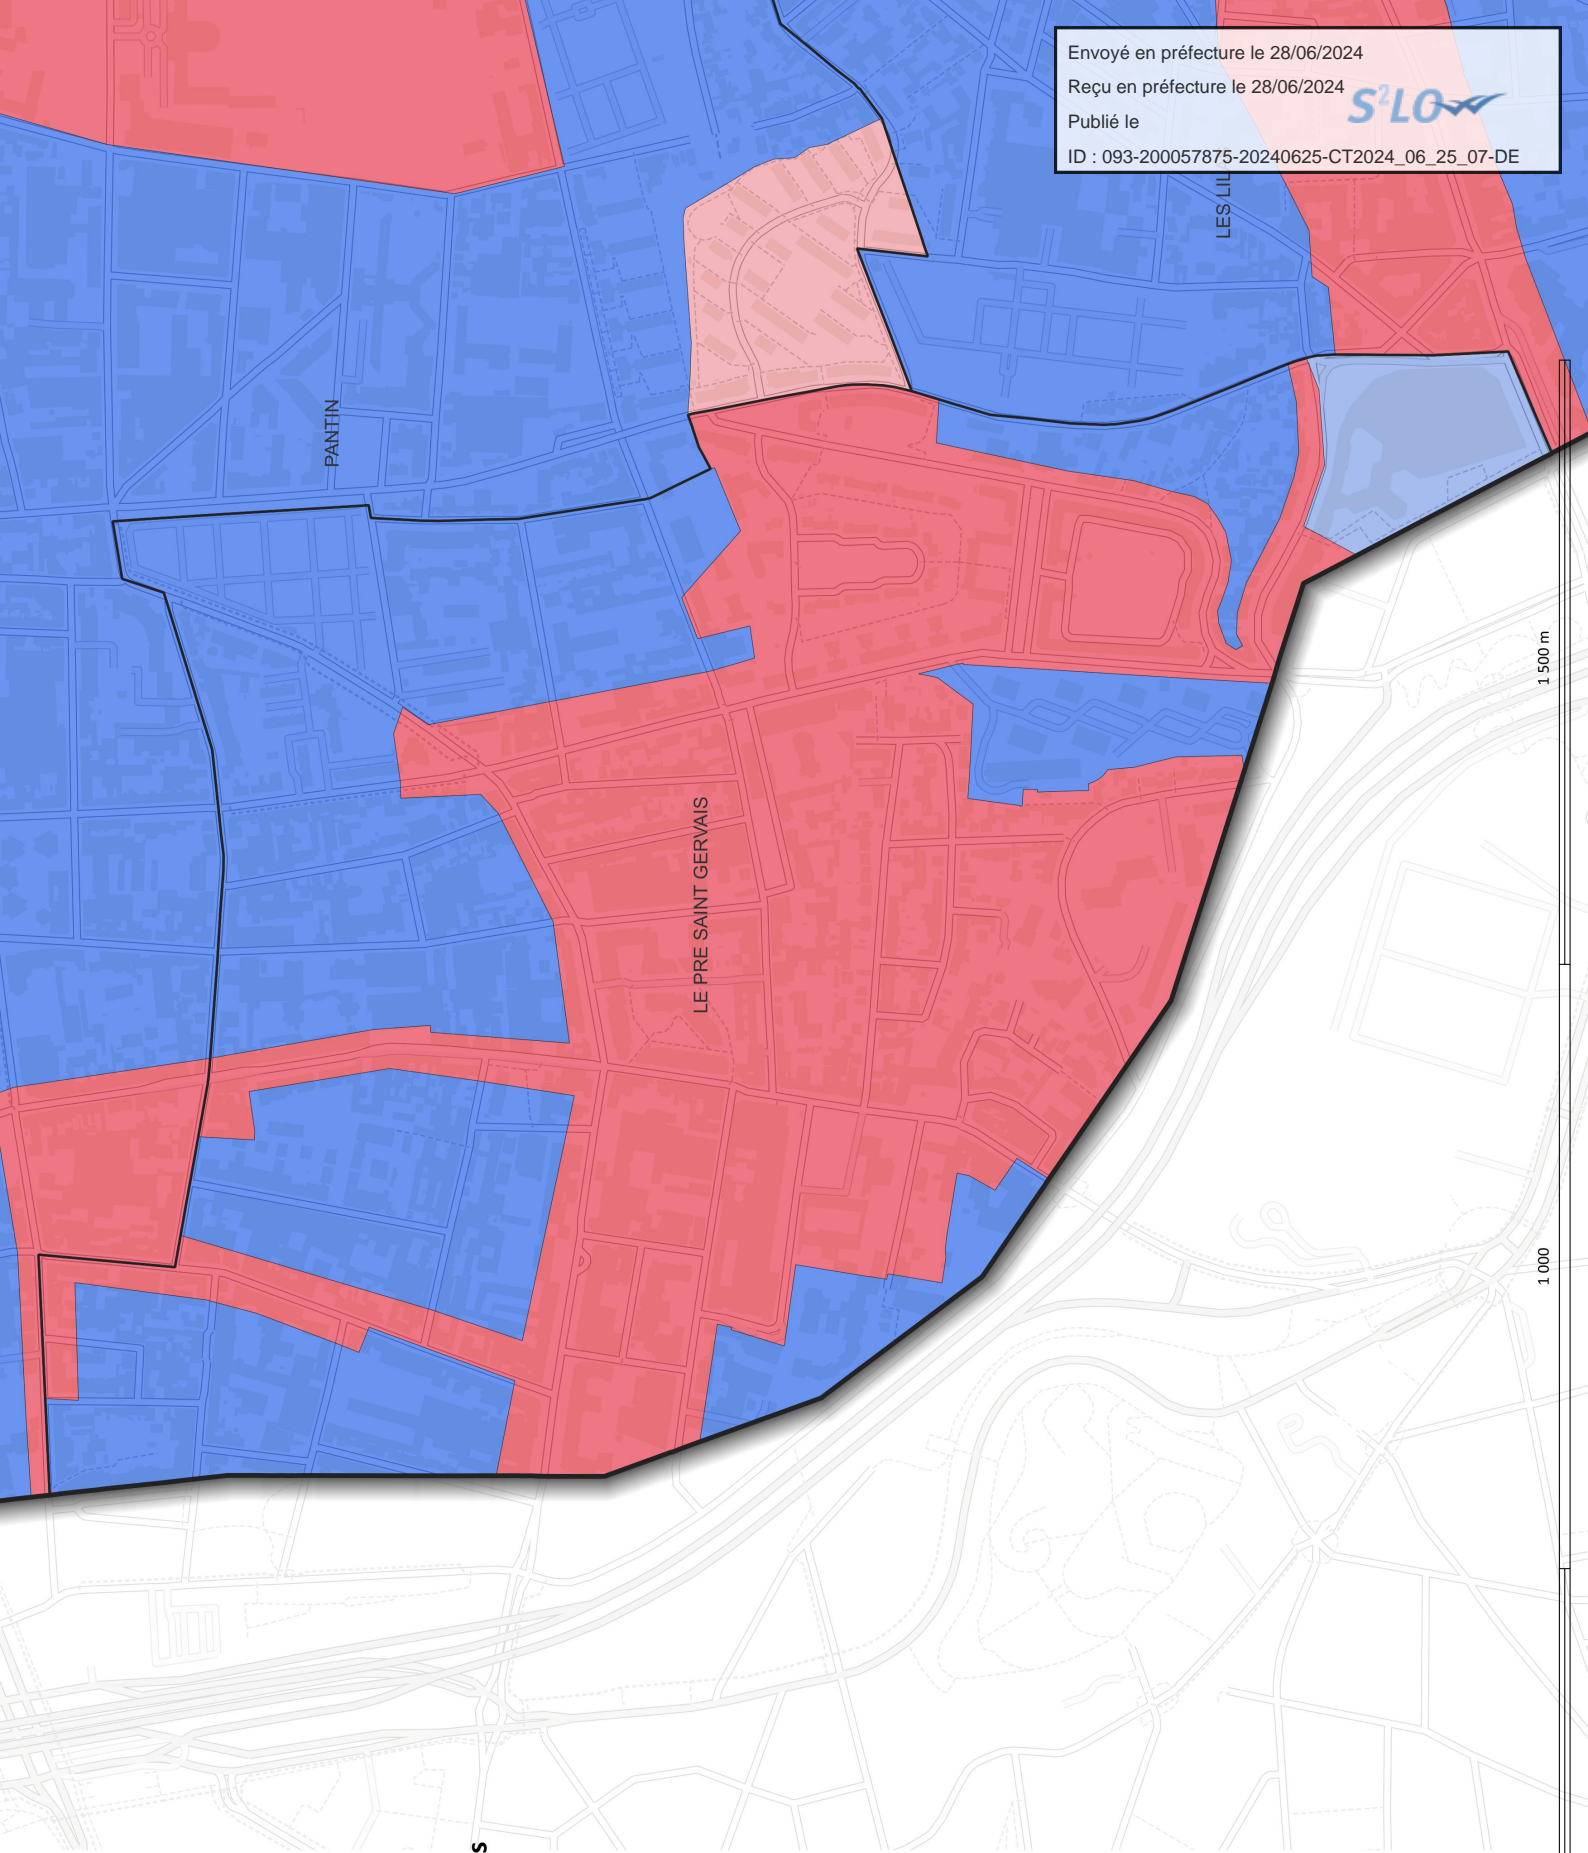 Envoyé en préfecture le 28/06/2024
Reçu en préfecture le 28/06/2024
Publié le
S²LO
ID : 093-200057875-20240625-CT2024_06_25_07-DE
LES LIL
PANTIN
LE PRE SAINT GERVAIS
1 500 m
1 000
s